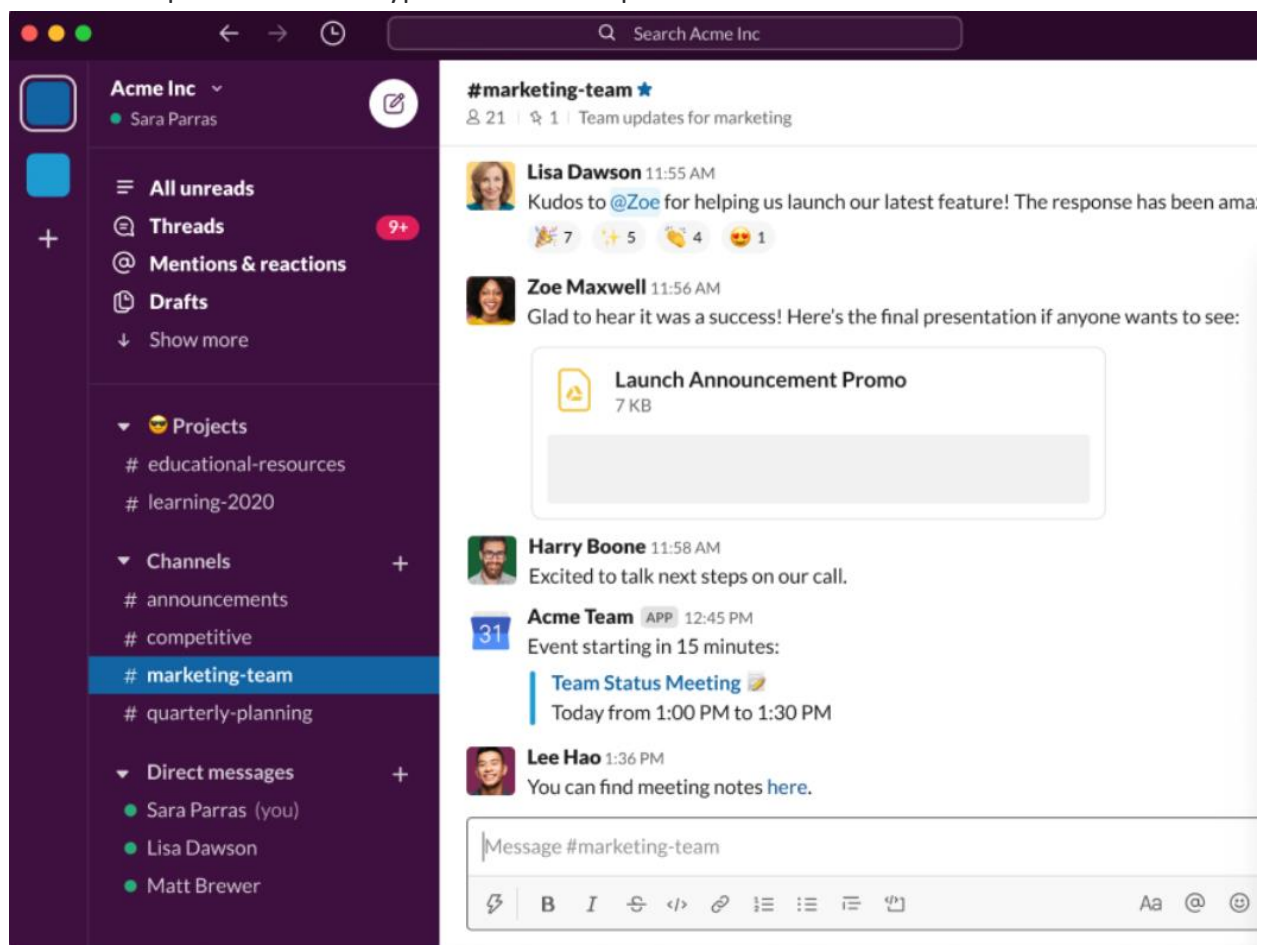 Search Acme Inc
Acme Inc
Sara Parras
All unreads
Threads 9+
Mentions & reactions
Drafts
Show more
Projects
# educational-resources
# learning-2020
Channels
# announcements
# competitive
# marketing-team
# quarterly-planning
Direct messages
Sara Parras (you)
Lisa Dawson
Matt Brewer
#marketing-team
21 | 1 | Team updates for marketing
Lisa Dawson 11:55 AM
Kudos to @Zoe for helping us launch our latest feature! The response has been ama
7 5 4 1
Zoe Maxwell 11:56 AM
Glad to hear it was a success! Here's the final presentation if anyone wants to see:
Launch Announcement Promo
7 KB
Harry Boone 11:58 AM
Excited to talk next steps on our call.
31
Acme Team APP 12:45 PM
Event starting in 15 minutes:
Team Status Meeting
Today from 1:00 PM to 1:30 PM
Lee Hao 1:36 PM
You can find meeting notes here.
Message #marketing-team
B I S </> Aa @